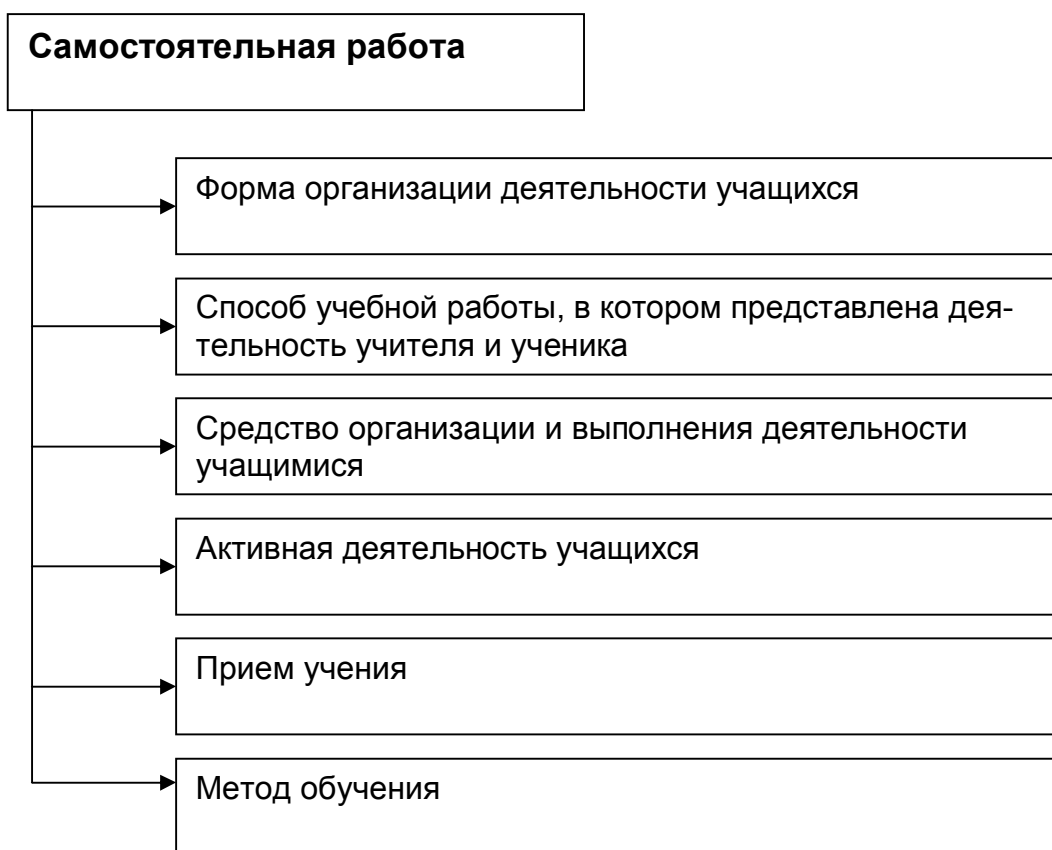 Самостоятельная работа
Форма организации деятельности учащихся
Способ учебной работы, в котором представлена дея-
тельность учителя и ученика
Средство организации и выполнения деятельности
учащимися
Активная деятельность учащихся
Прием учения
Метод обучения